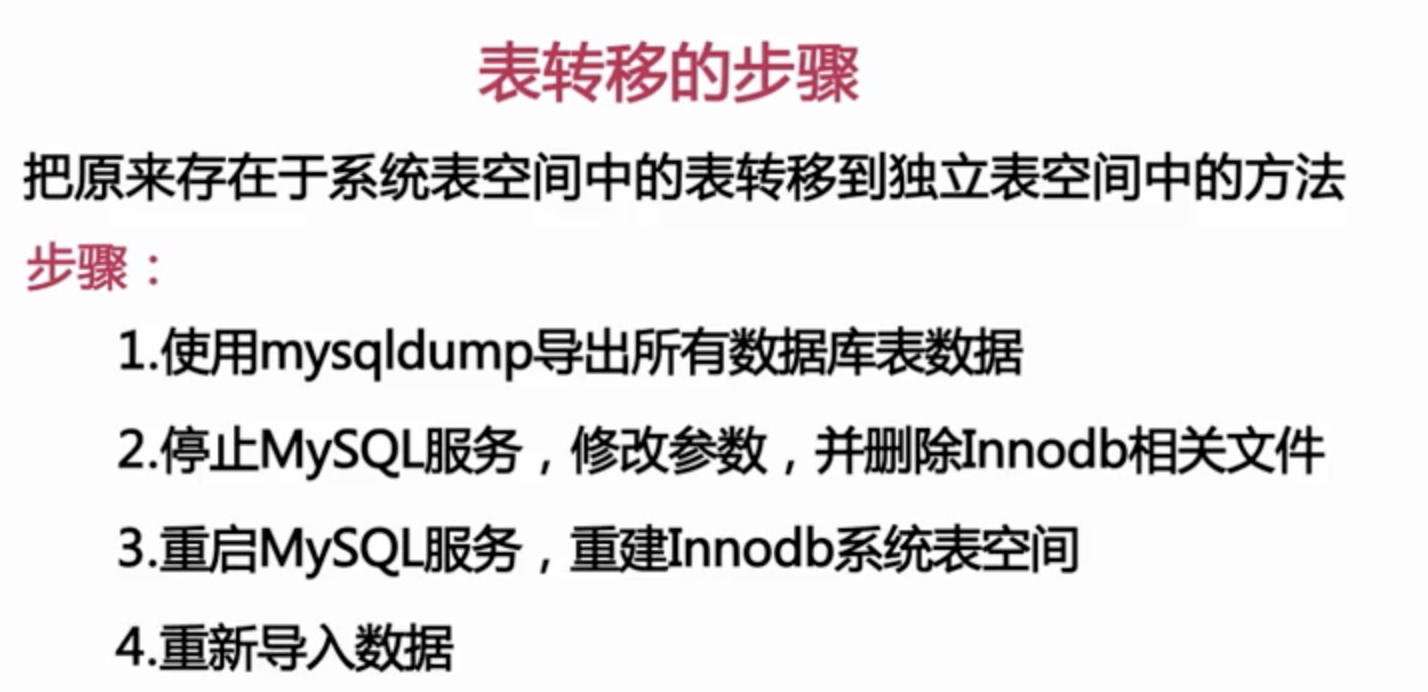 表转移的步骤
把原来存在于系统表空间中的表转移到独立表空间中的方法
步骤：
1.使用mysqldump导出所有数据库表数据
2.停止MySQL服务，修改参数，并删除Innodb相关文件
3.重启MySQL服务，重建Innodb系统表空间
4.重新导入数据